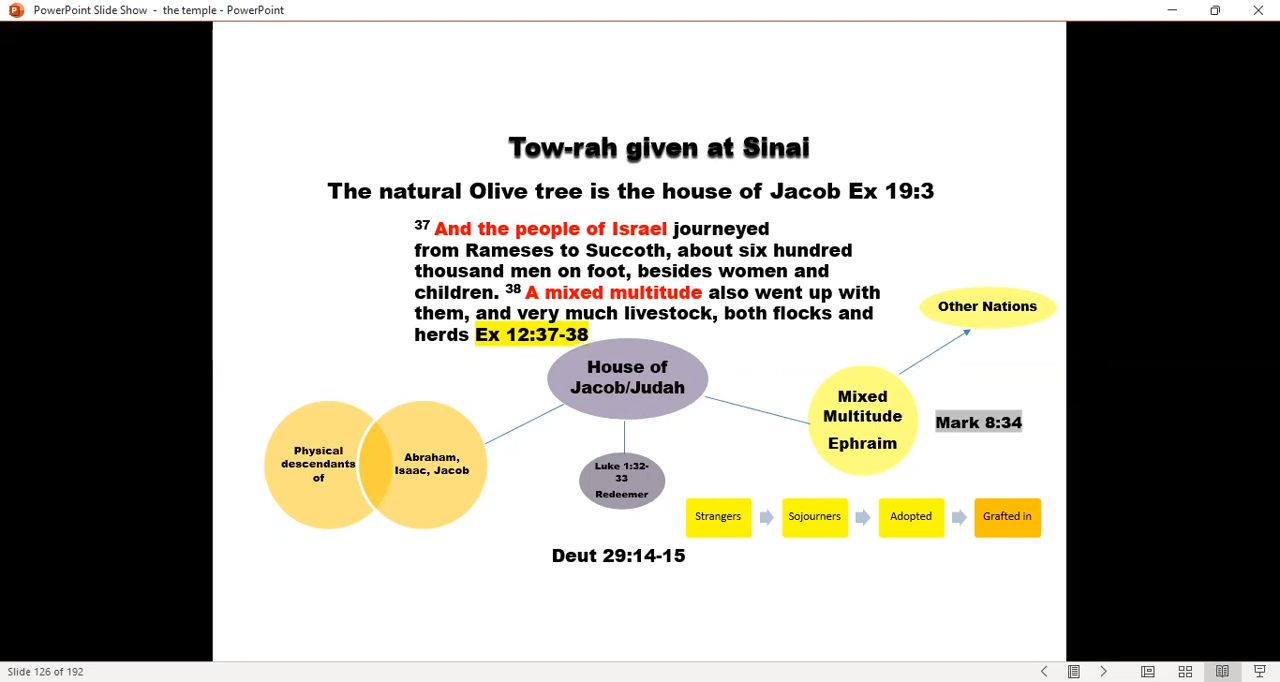 PowerPoint Slide Show - the temple - PowerPoint
Tow-rah given at Sinai
The natural Olive tree is the house of Jacob Ex 19:3
37 And the people of Israel journeyed
from Rameses to Succoth, about six hundred
thousand men on foot, besides women and
children. 38 A mixed multitude also went up with
them, and very much livestock, both flocks and
herds Ex 12:37-38
Other Nations
House of
Jacob/Judah
Mixed
Multitude
Ephraim
Mark 8:34
Physical
descendants
of
Abraham,
Isaac, Jacob
Luke 1:32-
33
Redeemer
Strangers
Sojourners
Adopted
Grafted in
Deut 29:14-15
Slide 126 of 192